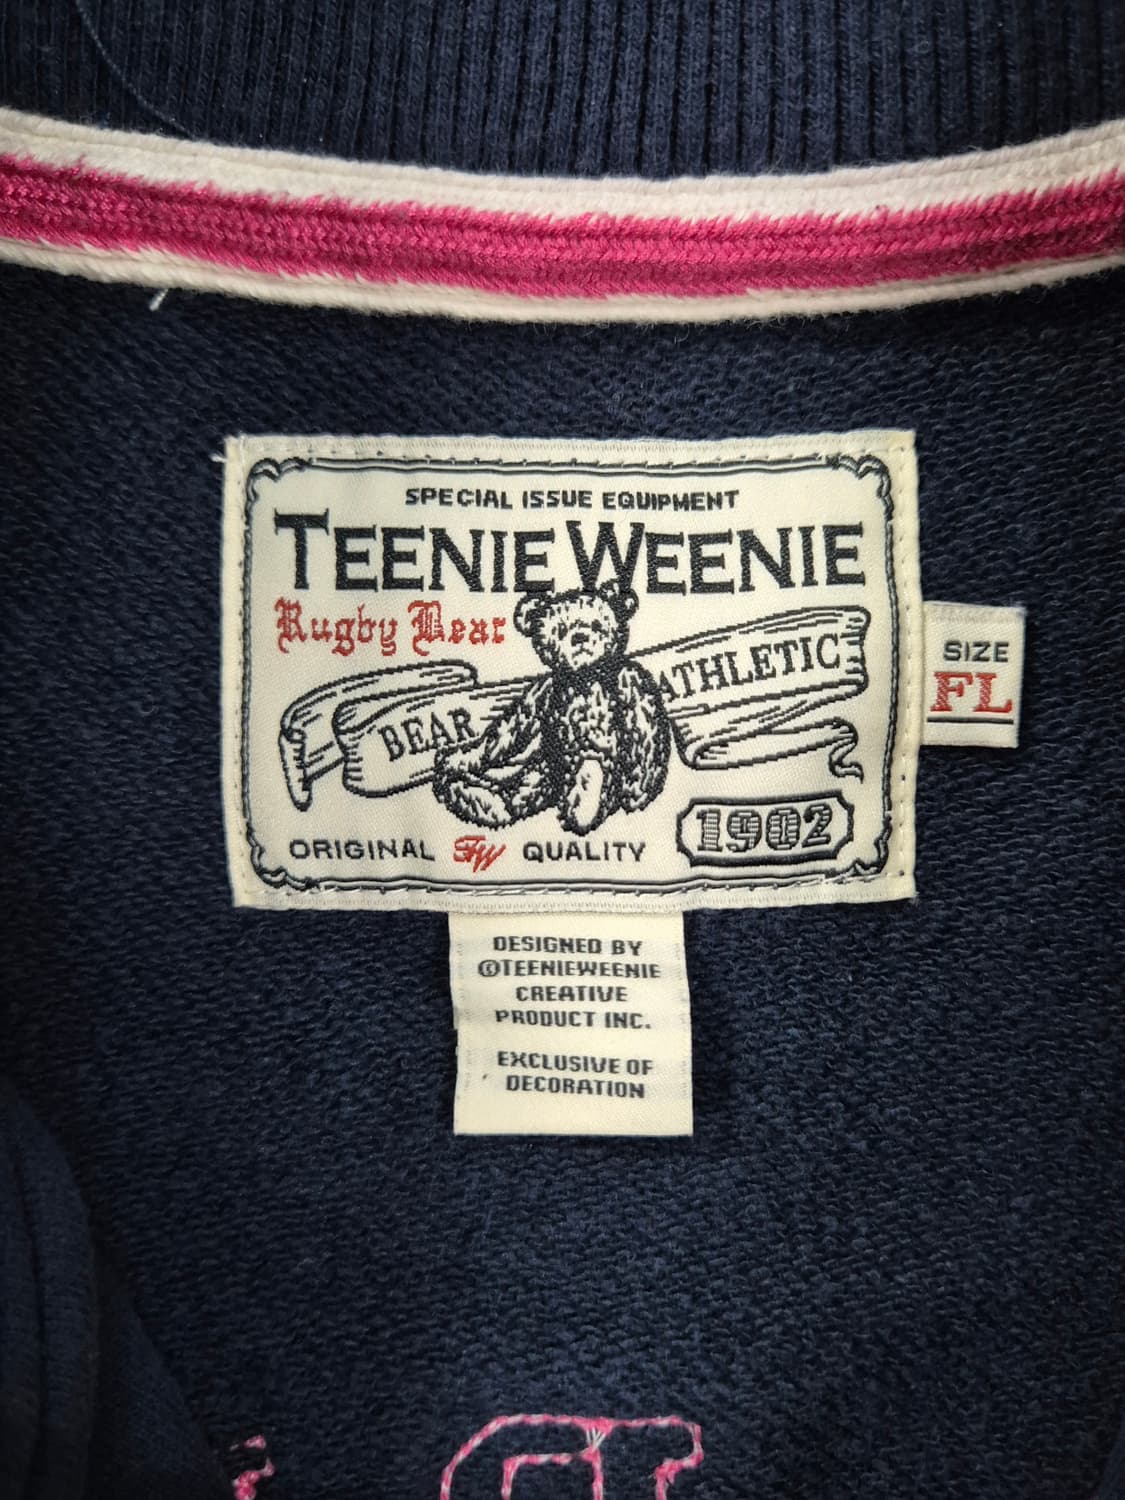 SPECIAL ISSUE EQUIPMENT
TEENIE WEENIE
Rugby Bear
BEAR ATHLETIC
1902
ORIGINAL TW QUALITY
SIZE
FL
DESIGNED BY
©TEENIEWEENIE
CREATIVE
PRODUCT INC.
EXCLUSIVE OF
DECORATION